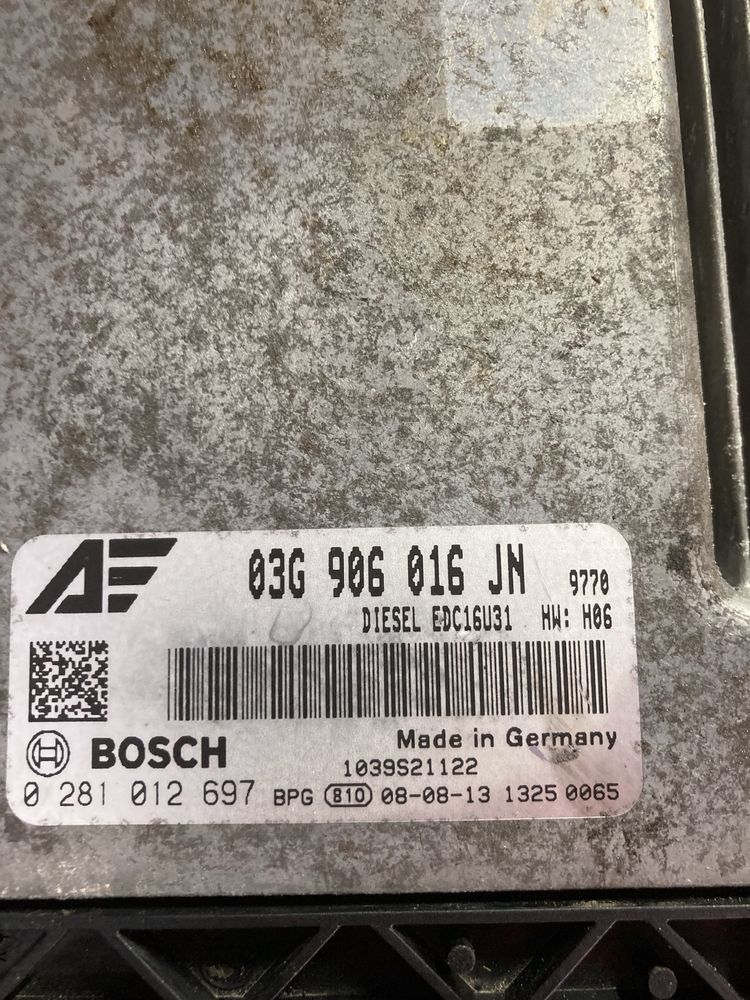 AE 03G 906 016 JN 9770
DIESEL EDC16U31 HW: H06
BOSCH Made in Germany
1039S21122
0 281 012 697 BPG 810 08-08-13 1325 0065